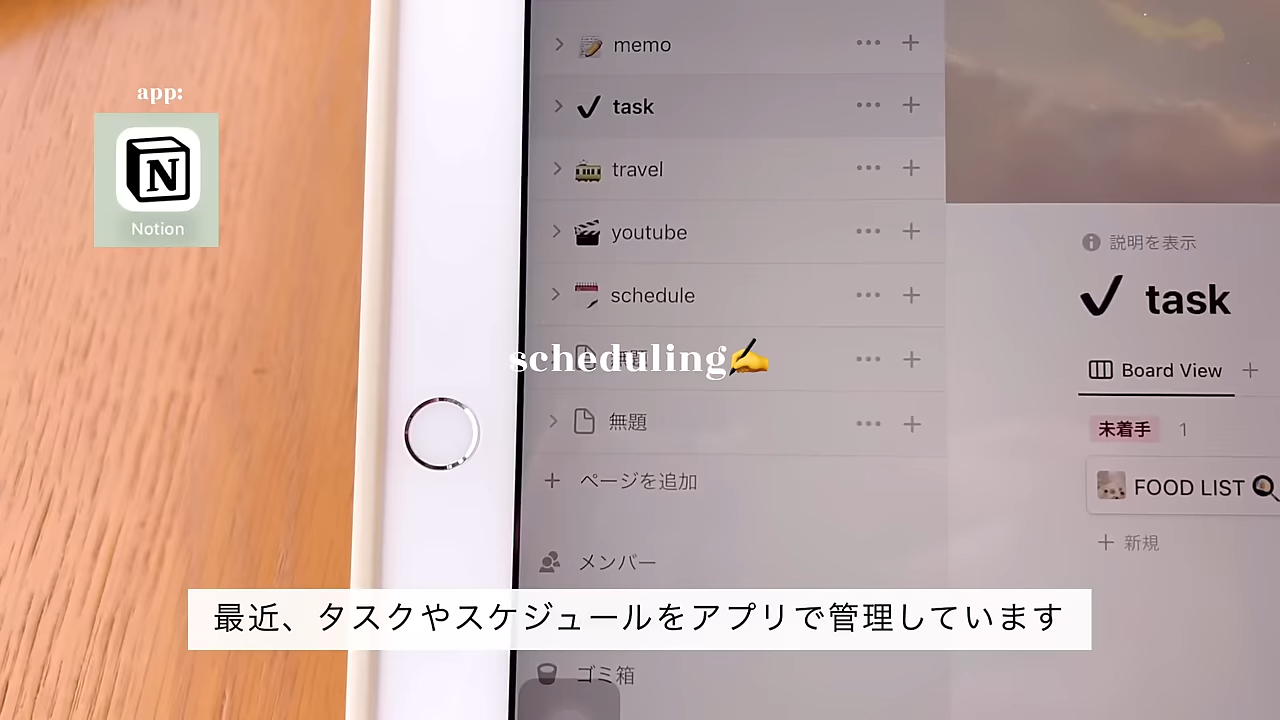 app:
N
Notion
memo
task
travel
youtube
schedule
scheduling✍️
無題
無題
ページを追加
メンバー
ゴミ箱
説明を表示
task
Board View
未着手 1
FOOD LIST
新規
最近、タスクやスケジュールをアプリで管理しています